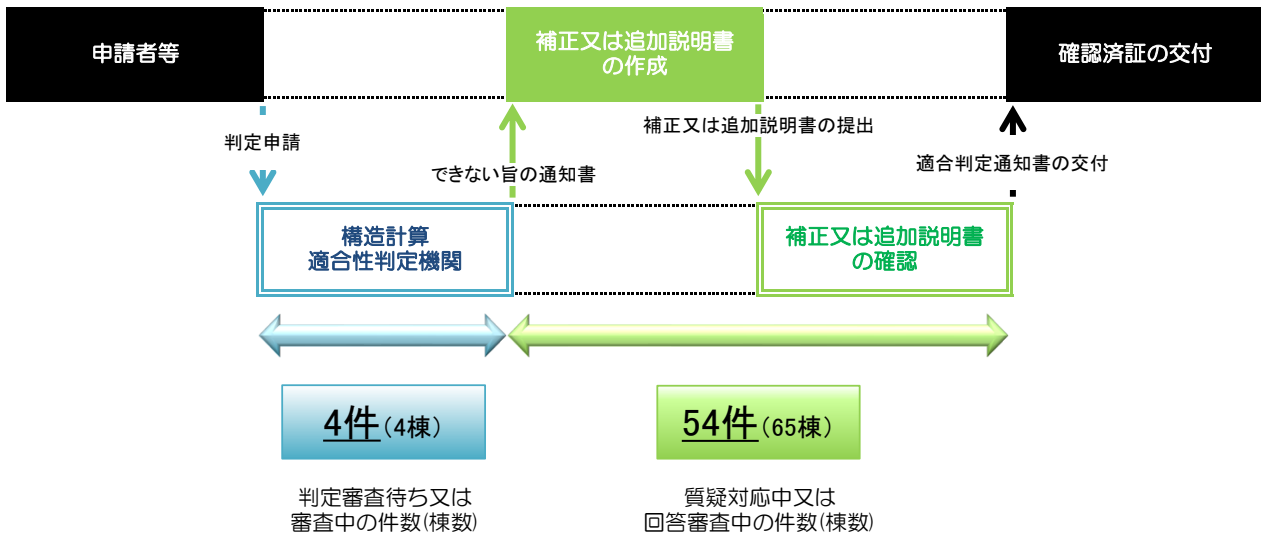 申請者等
補正又は追加説明書
の作成
確認済証の交付
判定申請
できない旨の通知書
補正又は追加説明書の提出
適合判定通知書の交付
構造計算
適合性判定機関
補正又は追加説明書
の確認
4件(4棟)
54件(65棟)
判定審査待ち又は
審査中の件数(棟数)
質疑対応中又は
回答審査中の件数(棟数)